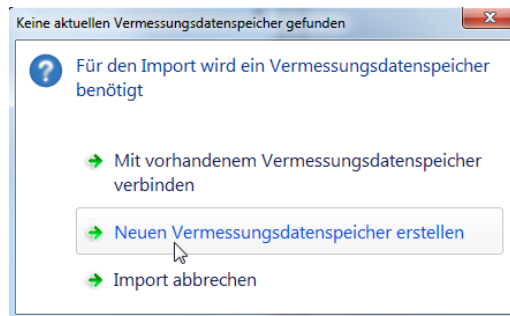 Keine aktuellen Vermessungsdatenspeicher gefunden
Für den Import wird ein Vermessungsdatenspeicher
benötigt
Mit vorhandenem Vermessungsdatenspeicher
verbinden
Neuen Vermessungsdatenspeicher erstellen
Import abbrechen